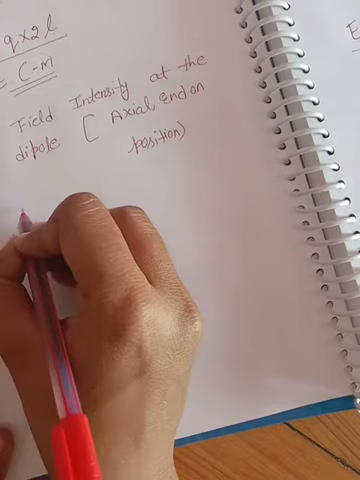 q×2l
= C-M
Field Intensity at the
dipole [ Axial, End on
position)
E